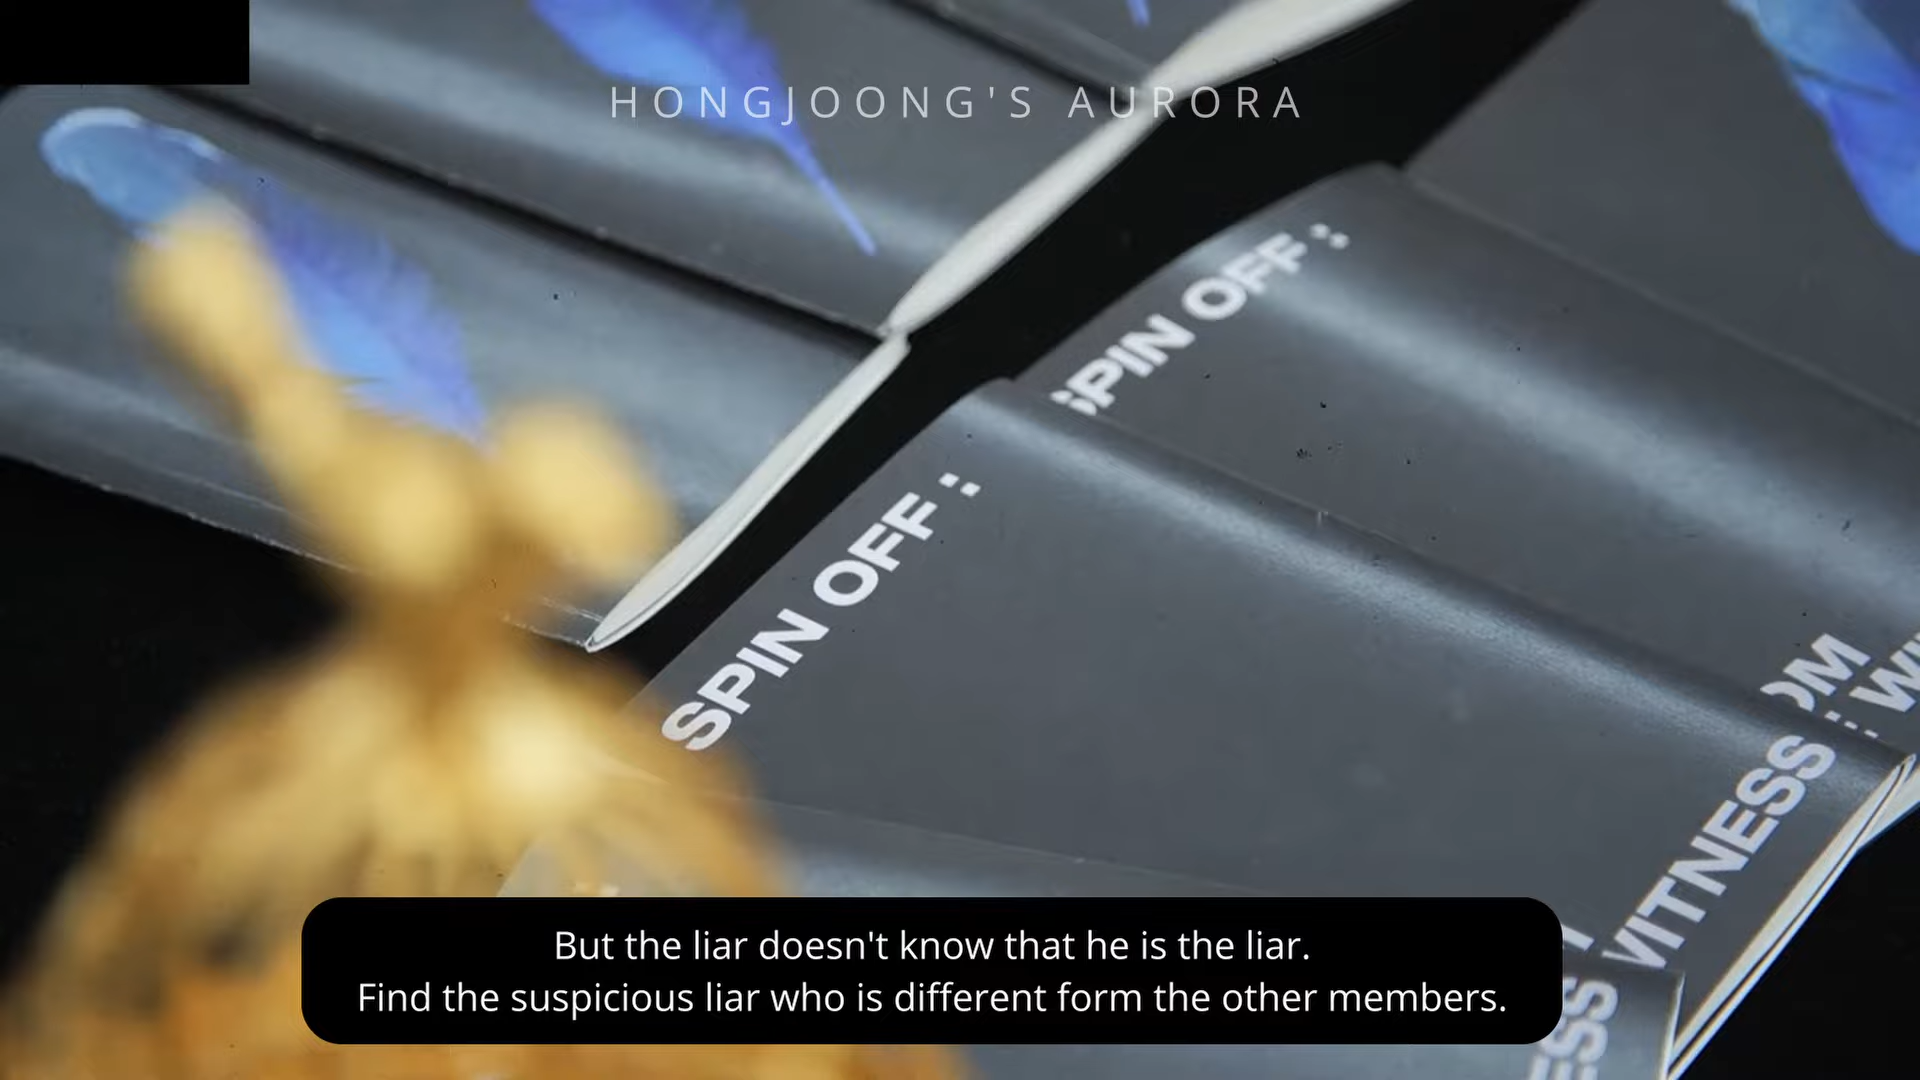 HONGJOONG'S AURORA
SPIN OFF :
SPIN OFF :
WITNESS
But the liar doesn't know that he is the liar.
Find the suspicious liar who is different form the other members.